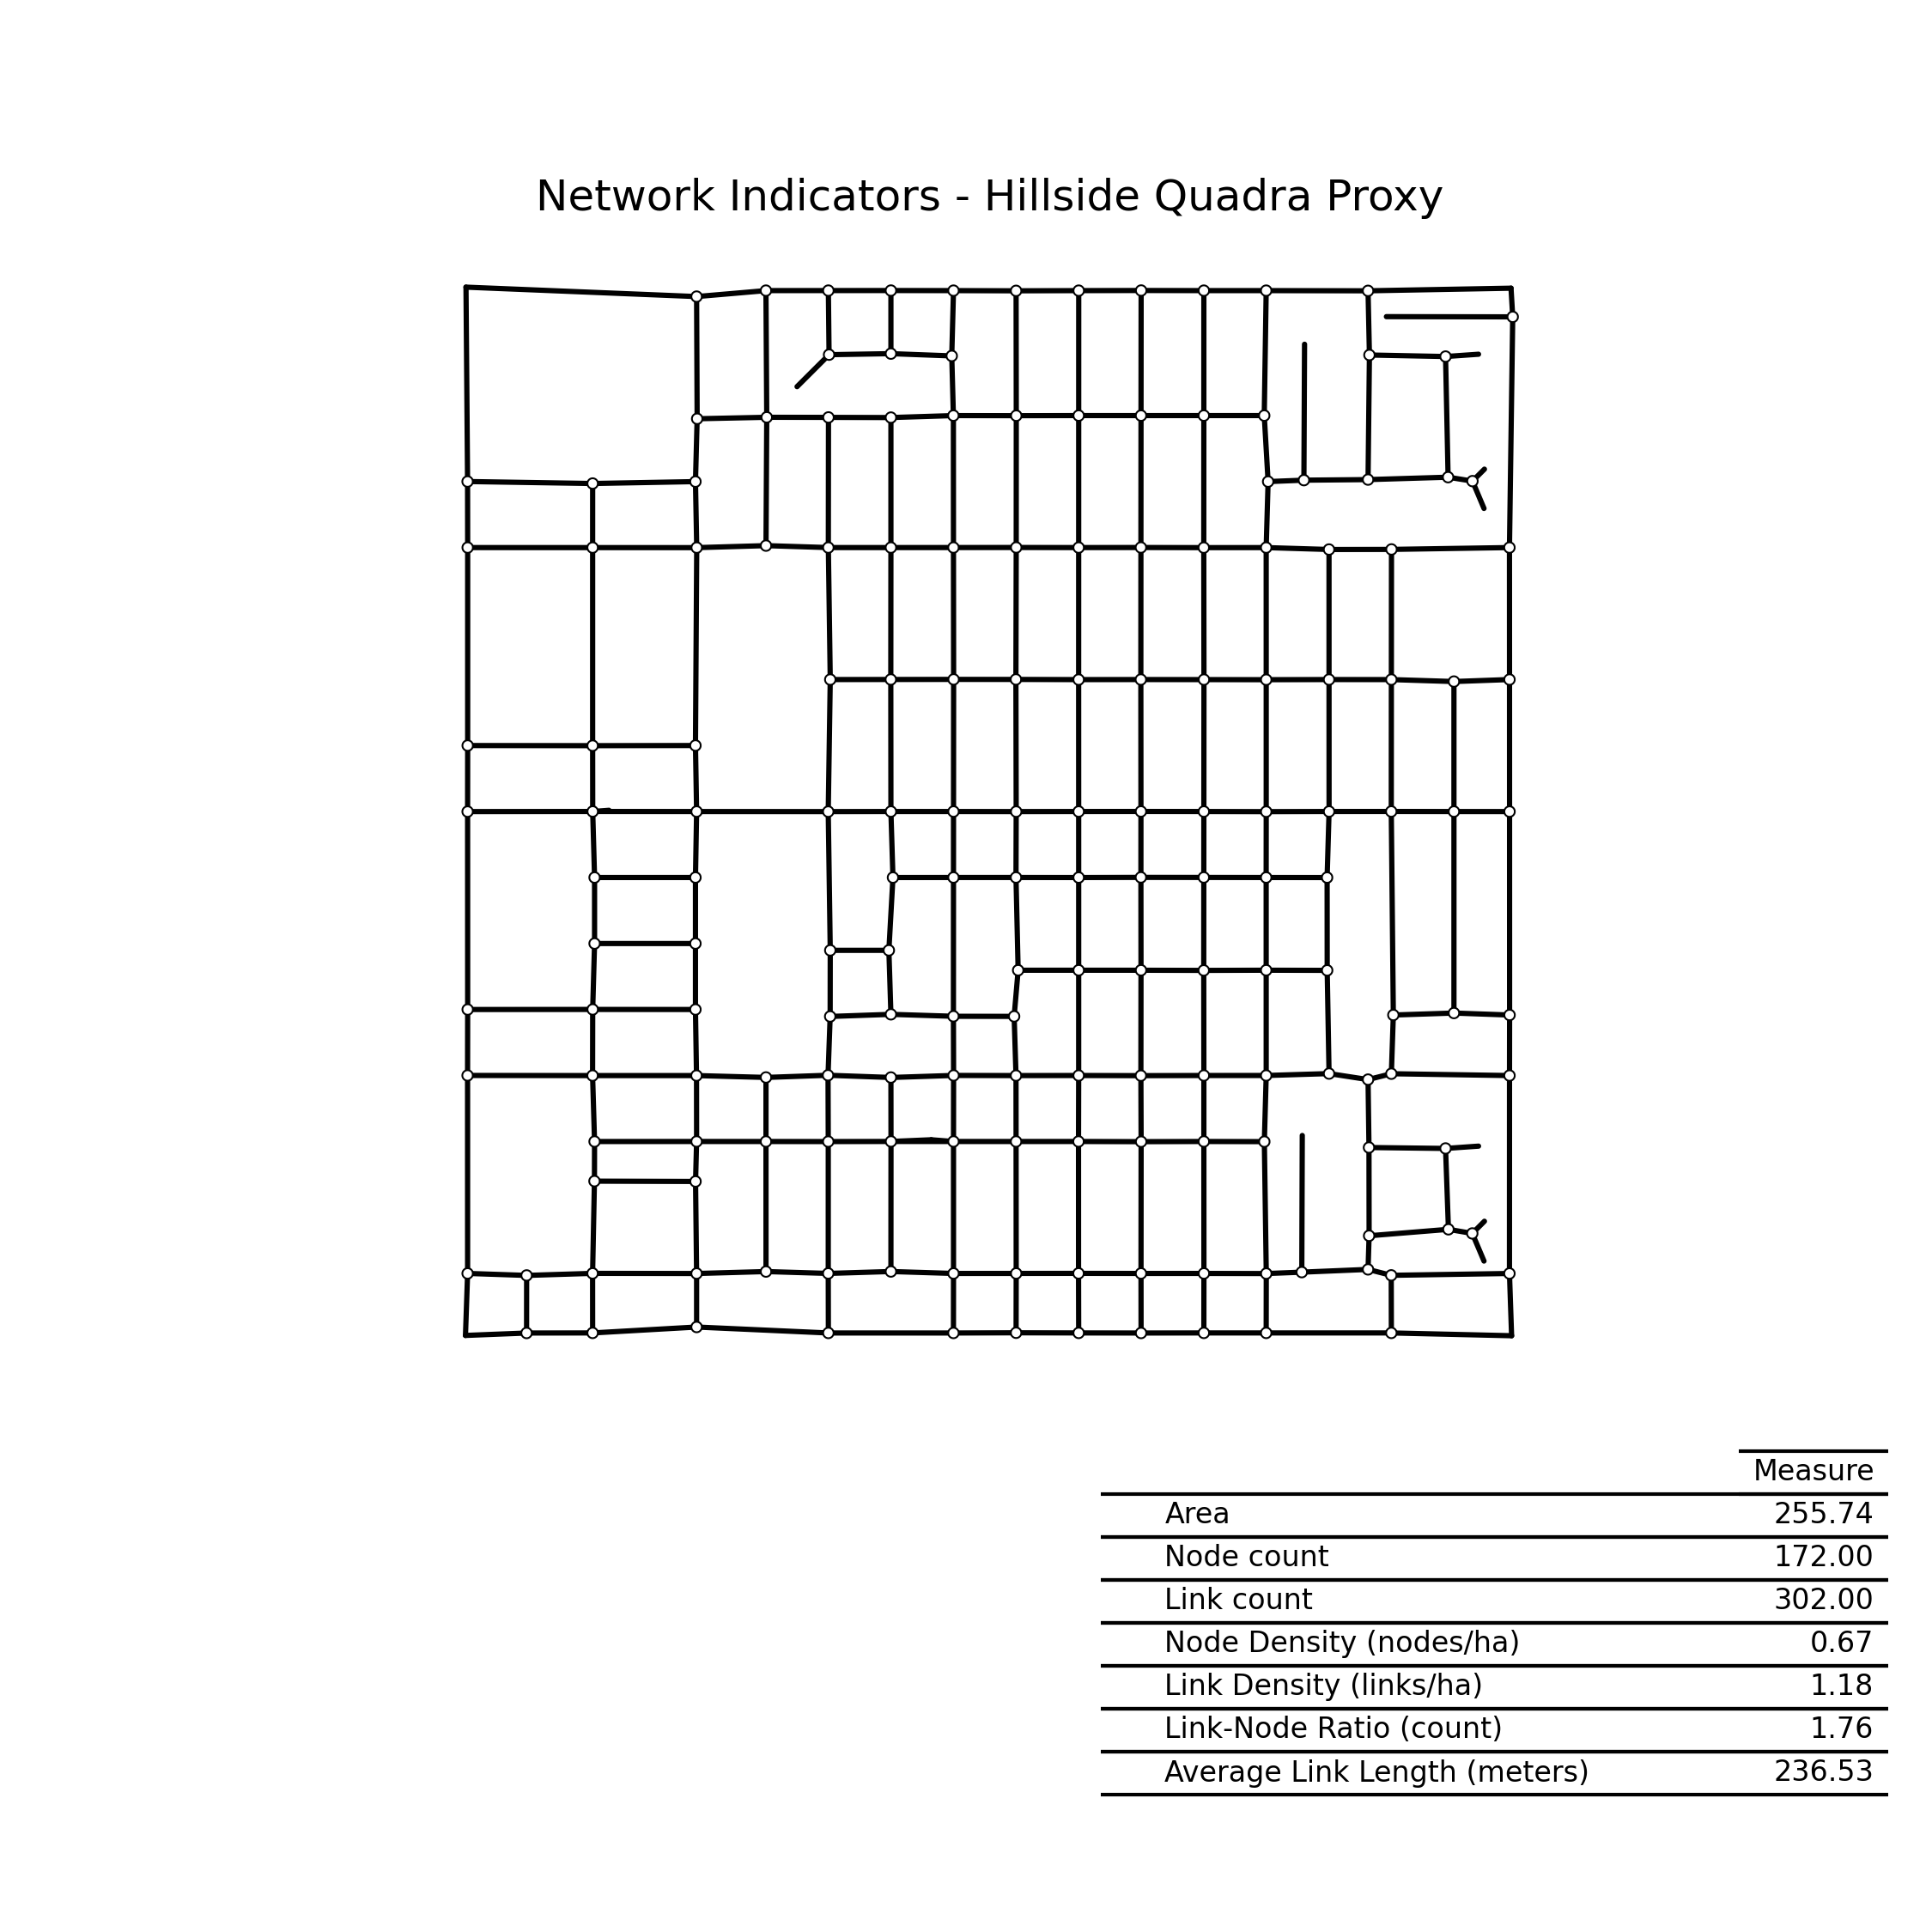 Network Indicators - Hillside Quadra Proxy
Measure
Area 255.74
Node count 172.00
Link count 302.00
Node Density (nodes/ha) 0.67
Link Density (links/ha) 1.18
Link-Node Ratio (count) 1.76
Average Link Length (meters) 236.53